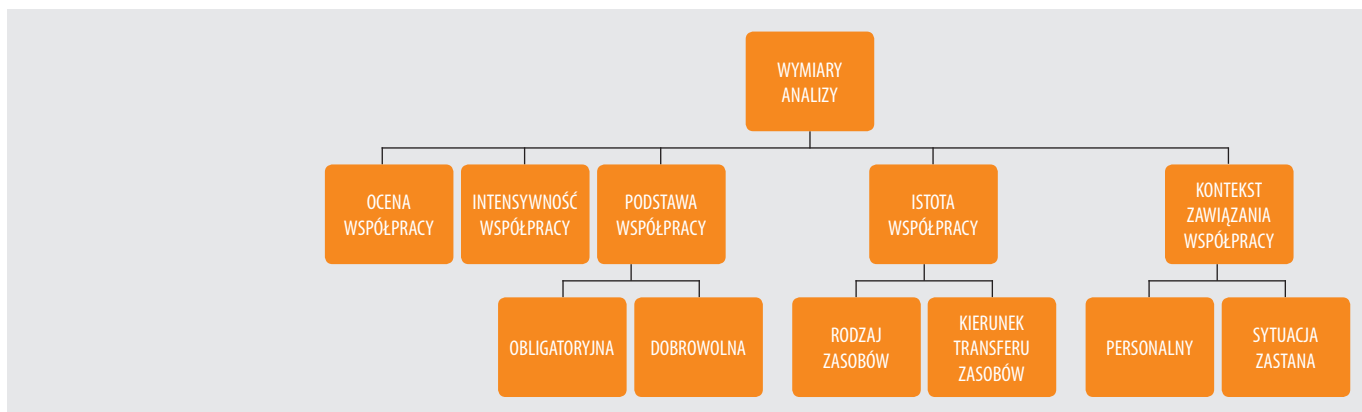 WYMIARY
ANALIZY
OCENA
WSPÓŁPRACY
INTENSYWNOŚĆ
WSPÓŁPRACY
PODSTAWA
WSPÓŁPRACY
ISTOTA
WSPÓŁPRACY
KONTEKST
ZAWIĄZANIA
WSPÓŁPRACY
OBLIGATORYJNA
DOBROWOLNA
RODZAJ
ZASOBÓW
KIERUNEK
TRANSFERU
ZASOBÓW
PERSONALNY
SYTUACJA
ZASTANA